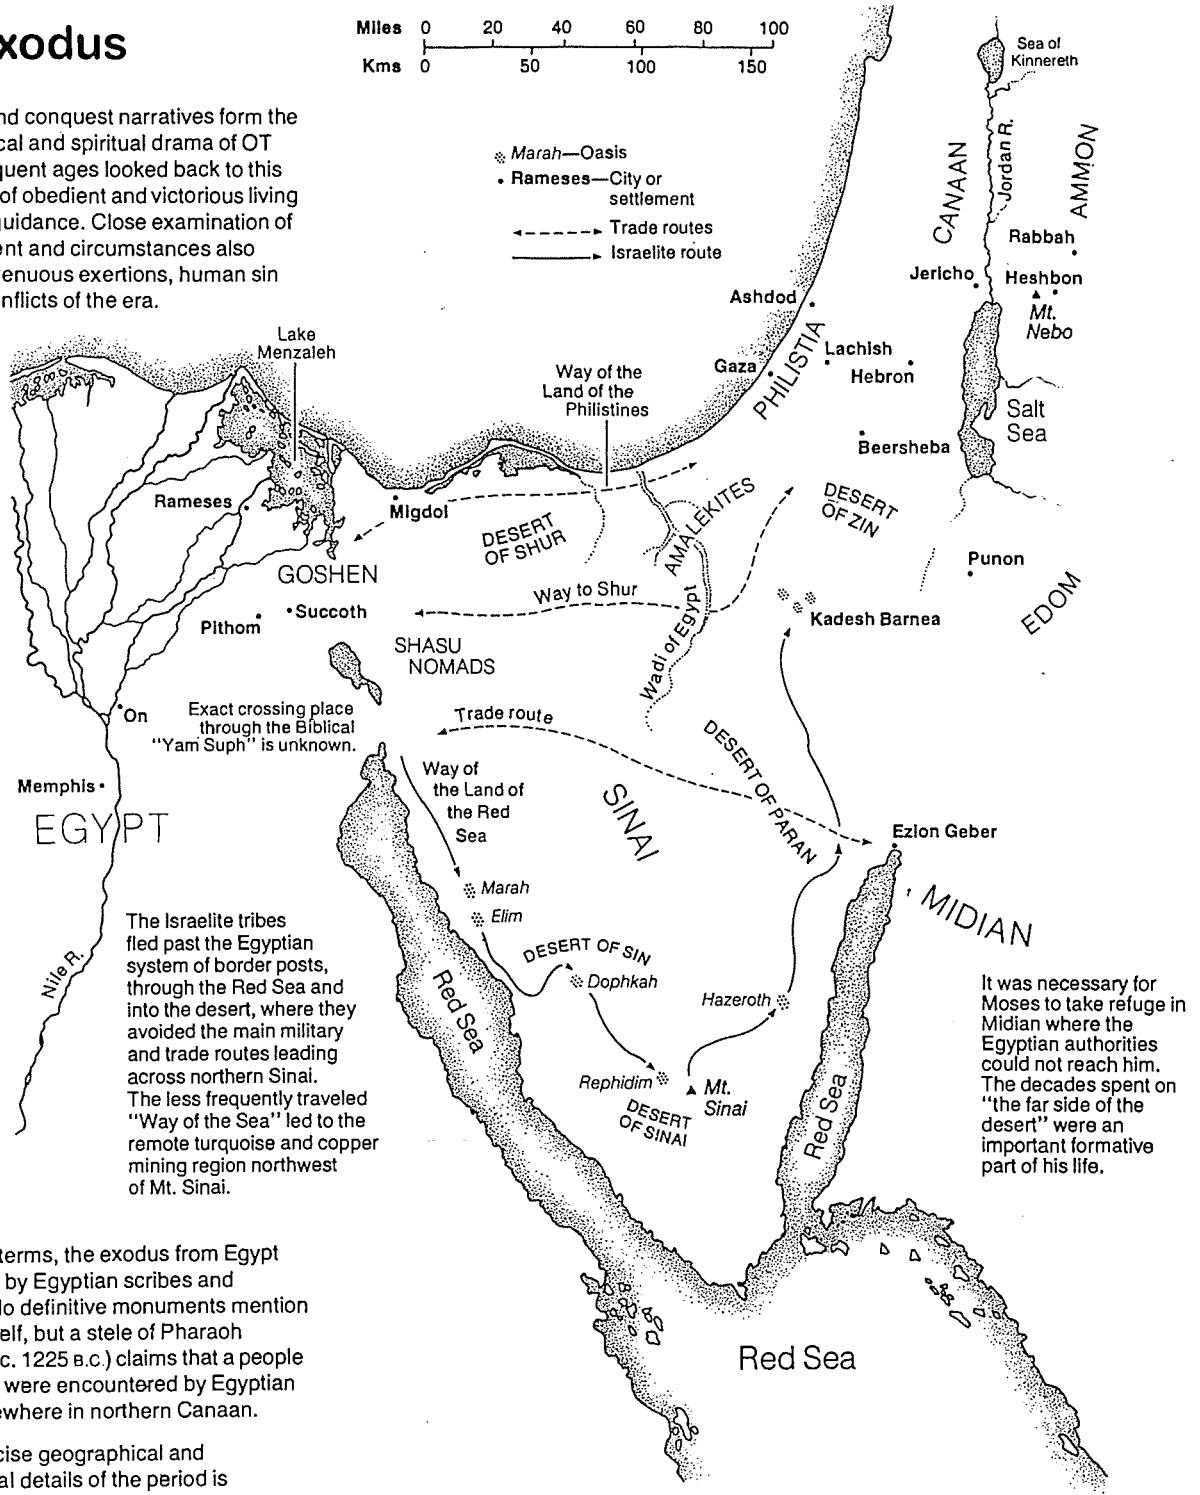 xodus
nd conquest narratives form the
cal and spiritual drama of OT
quent ages looked back to this
of obedient and victorious living
guidance. Close examination of
ent and circumstances also
venuous exertions, human sin
nflicts of the era.
Miles 0 20 40 60 80 100
Kms 0 50 100 150
Marah—Oasis
Rameses—City or
settlement
Trade routes
Israelite route
Sea of
Kinnereth
Jordan R.
CANAAN
AMMON
Rabbah
Jericho
Heshbon
Mt.
Nebo
Ashdod
PHILISTIA
Lachish
Gaza
Hebron
Salt
Sea
Beersheba
Lake
Menzaleh
Way of the
Land of the
Philistines
Rameses
Migdol
DESERT
OF SHUR
AMALEKITES
DESERT
OF ZIN
GOSHEN
Punon
Way to Shur
Succoth
Pithom
Kadesh Barnea
EDOM
SHASU
NOMADS
Wadi of Egypt
On
Exact crossing place
through the Biblical
"Yam Suph" is unknown.
Trade route
DESERT OF PARAN
Memphis
EGYPT
Way of
the Land of
the Red
Sea
SINAI
Ezion Geber
Marah
Elim
MIDIAN
The Israelite tribes
fled past the Egyptian
system of border posts,
through the Red Sea and
into the desert, where they
avoided the main military
and trade routes leading
across northern Sinai.
The less frequently traveled
"Way of the Sea" led to the
remote turquoise and copper
mining region northwest
of Mt. Sinai.
Nile R.
DESERT OF SIN
Dophkah
Red Sea
Hazeroth
Rephidim
Mt.
Sinai
DESERT
OF SINAI
Red Sea
It was necessary for
Moses to take refuge in
Midian where the
Egyptian authorities
could not reach him.
The decades spent on
"the far side of the
desert" were an
important formative
part of his life.
terms, the exodus from Egypt
by Egyptian scribes and
lo definitive monuments mention
elf, but a stele of Pharaoh
c. 1225 B.C.) claims that a people
were encountered by Egyptian
ewhere in northern Canaan.
Red Sea
cise geographical and
al details of the period is